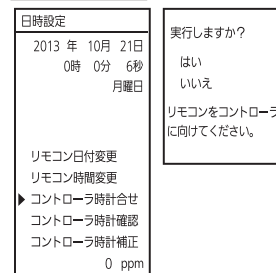 日時設定
2013 年 10月 21日
0時 0分 6秒
月曜日
リモコン日付変更
リモコン時間変更
▶ コントローラ時計合せ
コントローラ時計確認
コントローラ時計補正
0 ppm
実行しますか？
はい
いいえ
リモコンをコントローラ
に向けてください。